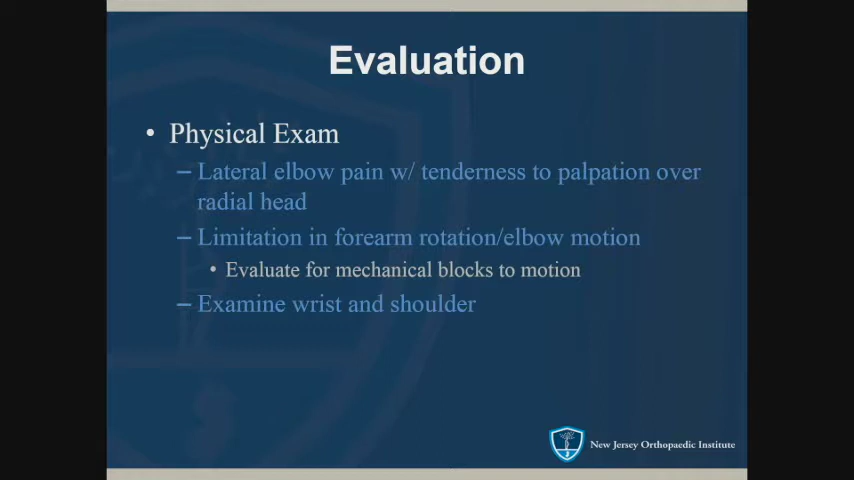 Evaluation
• Physical Exam
– Lateral elbow pain w/ tenderness to palpation over
radial head
– Limitation in forearm rotation/elbow motion
• Evaluate for mechanical blocks to motion
– Examine wrist and shoulder
New Jersey Orthopaedic Institute